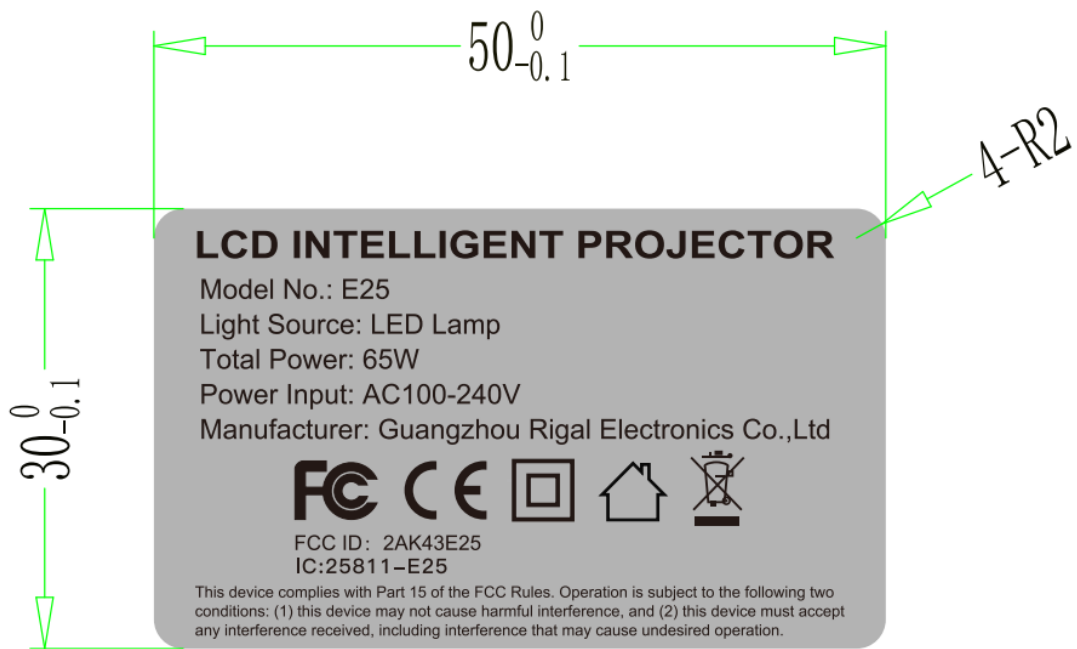 50 0 -0.1
4-R2
30 0 -0.1
LCD INTELLIGENT PROJECTOR
Model No.: E25
Light Source: LED Lamp
Total Power: 65W
Power Input: AC100-240V
Manufacturer: Guangzhou Rigal Electronics Co.,Ltd
FC CE
FCC ID: 2AK43E25
IC:25811-E25
This device complies with Part 15 of the FCC Rules. Operation is subject to the following two
conditions: (1) this device may not cause harmful interference, and (2) this device must accept
any interference received, including interference that may cause undesired operation.